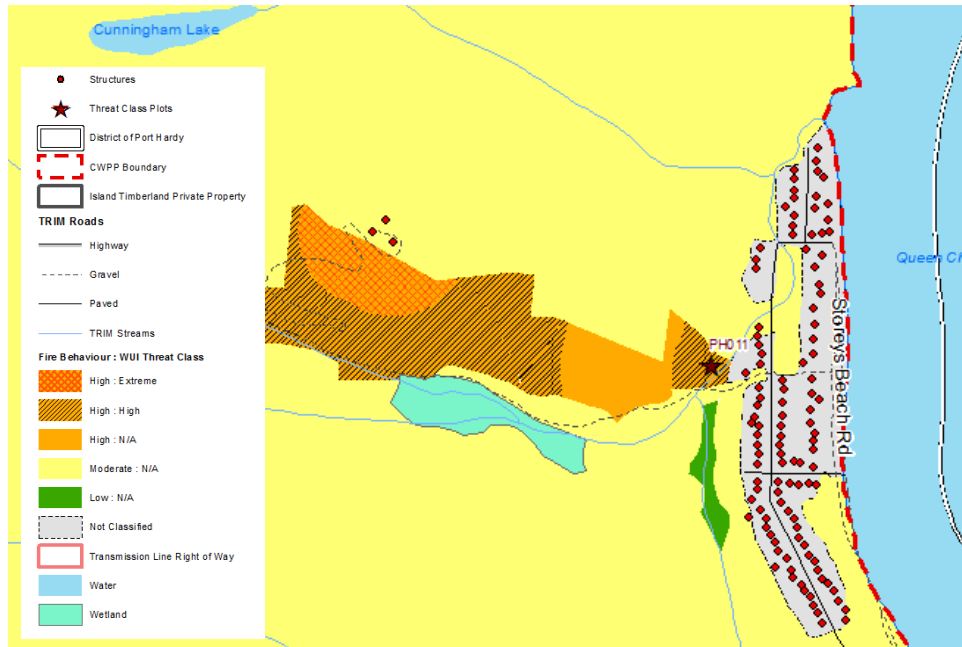 Cunningham Lake
Structures
Threat Class Plots
District of Port Hardy
CWPP Boundary
Island Timberland Private Property
TRIM Roads
Highway
Gravel
Paved
TRIM Streams
Fire Behaviour : WUI Threat Class
High : Extreme
High : High
High : N/A
Moderate : N/A
Low : N/A
Not Classified
Transmission Line Right of Way
Water
Wetland
PH011
Storeys Beach Rd
Queen Ch